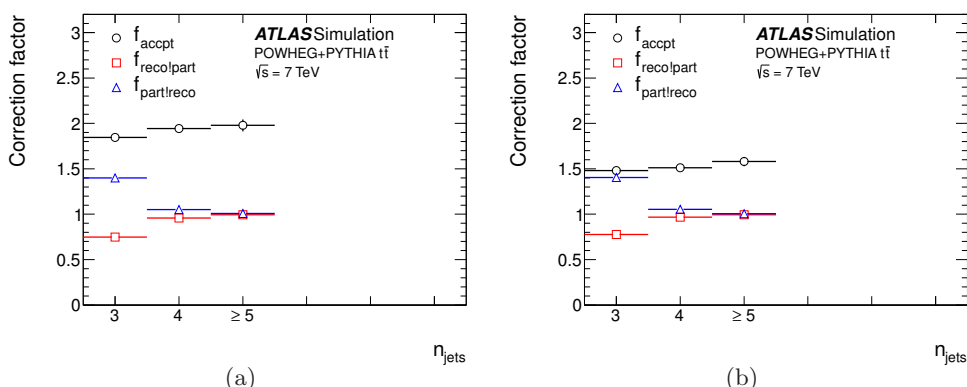 Correction factor
3
2.5
2
1.5
1
0.5
0
f_accpt
f_reco!part
f_part!reco
ATLAS Simulation
POWHEG+PYTHIA tt̄
√s = 7 TeV
3
4
≥ 5
n_jets
(a)
Correction factor
3
2.5
2
1.5
1
0.5
0
f_accpt
f_reco!part
f_part!reco
ATLAS Simulation
POWHEG+PYTHIA tt̄
√s = 7 TeV
3
4
≥ 5
n_jets
(b)